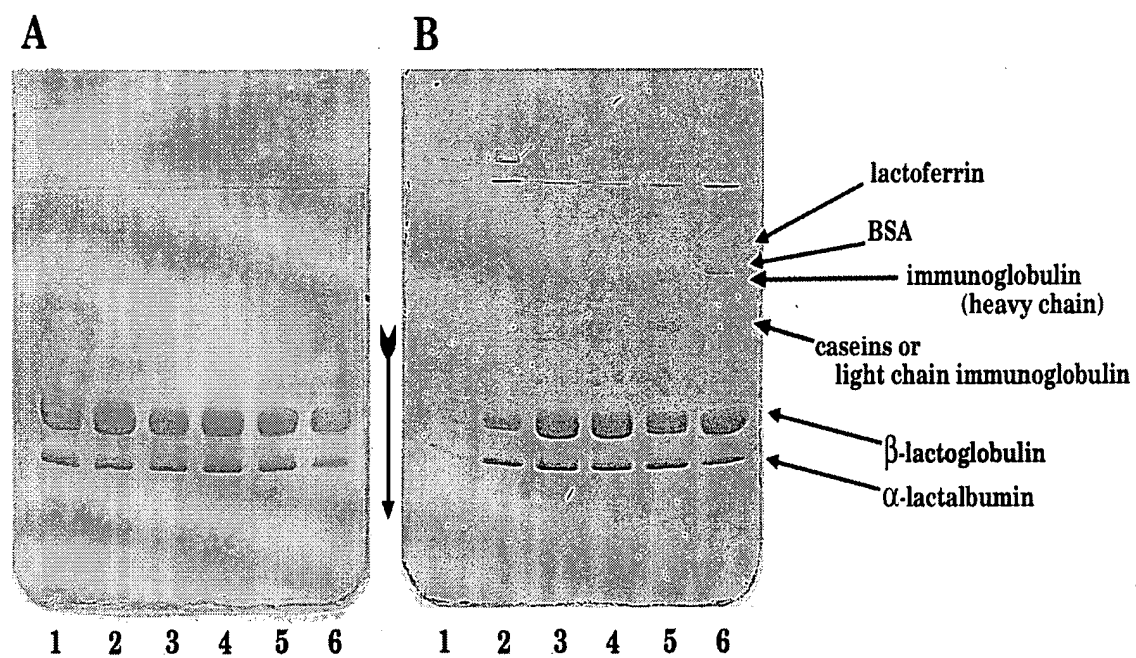 A
B
lactoferrin
BSA
immunoglobulin
(heavy chain)
caseins or
light chain immunoglobulin
β-lactoglobulin
α-lactalbumin
1 2 3 4 5 6
1 2 3 4 5 6